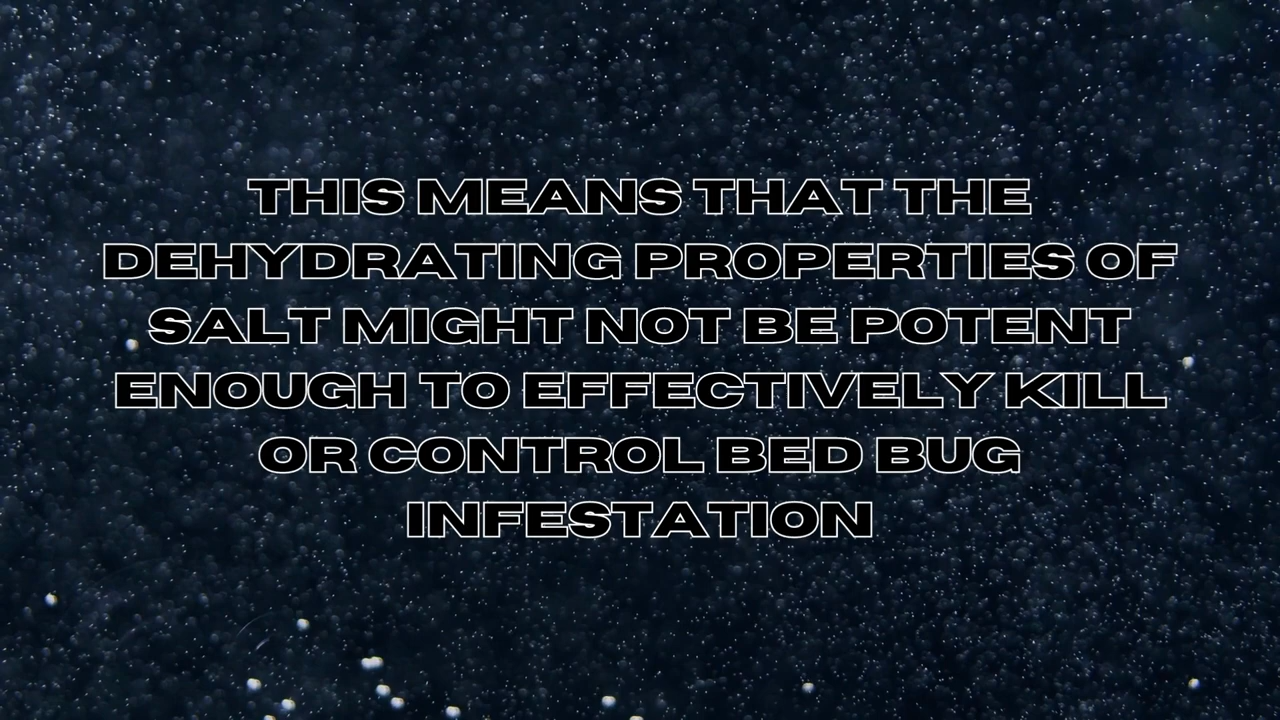 THIS MEANS THAT THE
DEHYDRATING PROPERTIES OF
SALT MIGHT NOT BE POTENT
ENOUGH TO EFFECTIVELY KILL
OR CONTROL BED BUG
INFESTATION